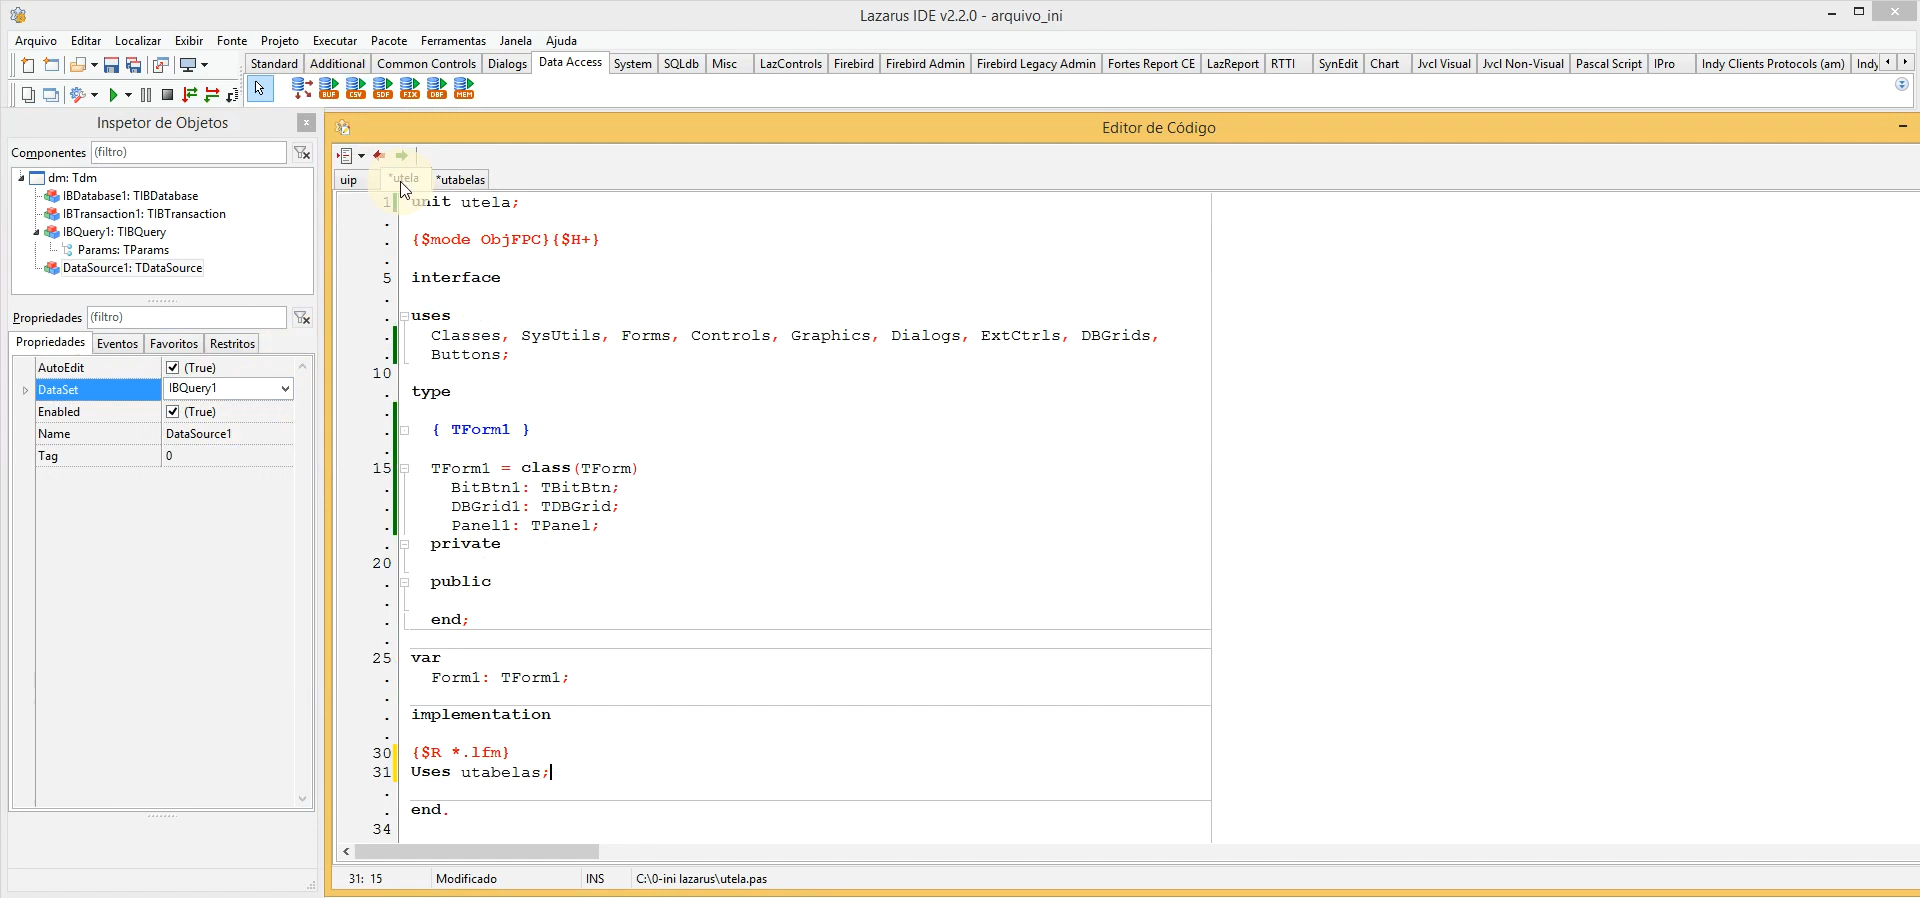 Lazarus IDE v2.2.0 - arquivo_ini
Arquivo Editar Localizar Exibir Fonte Projeto Executar Pacote Ferramentas Janela Ajuda
Standard Additional Common Controls Dialogs Data Access System SQLdb Misc LazControls Firebird Firebird Admin Firebird Legacy Admin Fortes Report CE LazReport RTTI SynEdit Chart Jvcl Visual Jvcl Non-Visual Pascal Script IPro Indy Clients Protocols (am) Indy
BUF CSV SDF FIX DBF MEM
Inspetor de Objetos
Editor de Código
Componentes (filtro)
dm: Tdm
IBDatabase1: TIBDatabase
IBTransaction1: TIBTransaction
IBQuery1: TIBQuery
Params: TParams
DataSource1: TDataSource
Propriedades (filtro)
Propriedades Eventos Favoritos Restritos
AutoEdit (True)
DataSet IBQuery1
Enabled (True)
Name DataSource1
Tag 0
uip *utela *utabelas
1 unit utela;
{$mode ObjFPC}{$H+}
5 interface
uses
Classes, SysUtils, Forms, Controls, Graphics, Dialogs, ExtCtrls, DBGrids,
Buttons;
10
type
{ TForm1 }
15 TForm1 = class(TForm)
BitBtn1: TBitBtn;
DBGrid1: TDBGrid;
Panel1: TPanel;
private
20
public
end;
25 var
Form1: TForm1;
implementation
30 {$R *.lfm}
31 Uses utabelas;
end.
34
31: 15 Modificado INS C:\0-ini lazarus\utela.pas